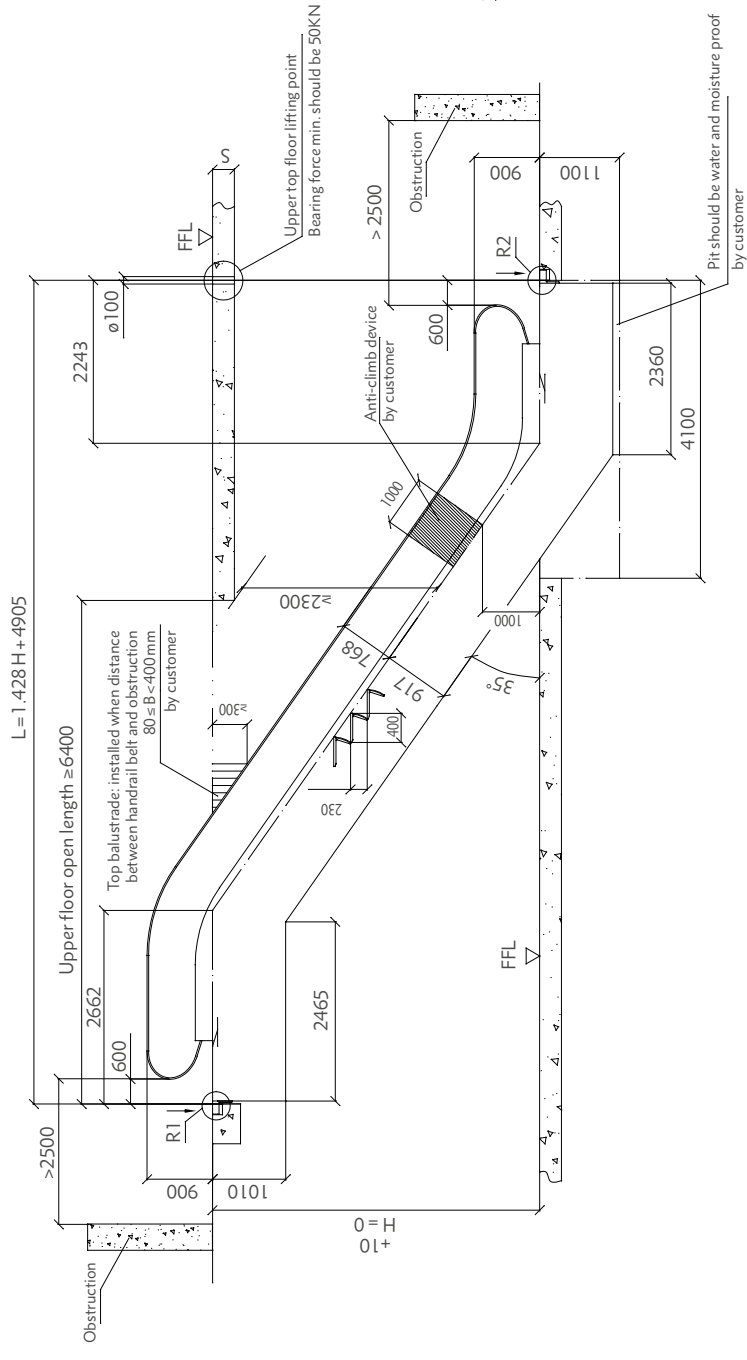 L=1.428H+4905
2243
ø100
FFL
S
Upper top floor lifting point
Bearing force min. should be 50KN
Upper floor open length ≥6400
2662
600
>2500
Top balustrade: installed when distance
between handrail belt and obstruction
80 ≤ B<400mm
by customer
≥300
≥2300
Obstruction
R1
900
1010
2465
H = 0
+10
768
917
400
230
1000
1000
35°
Anti-climb device
by customer
600
> 2500
Obstruction
R2
900
1100
FFL
2360
4100
Pit should be water and moisture proof
by customer